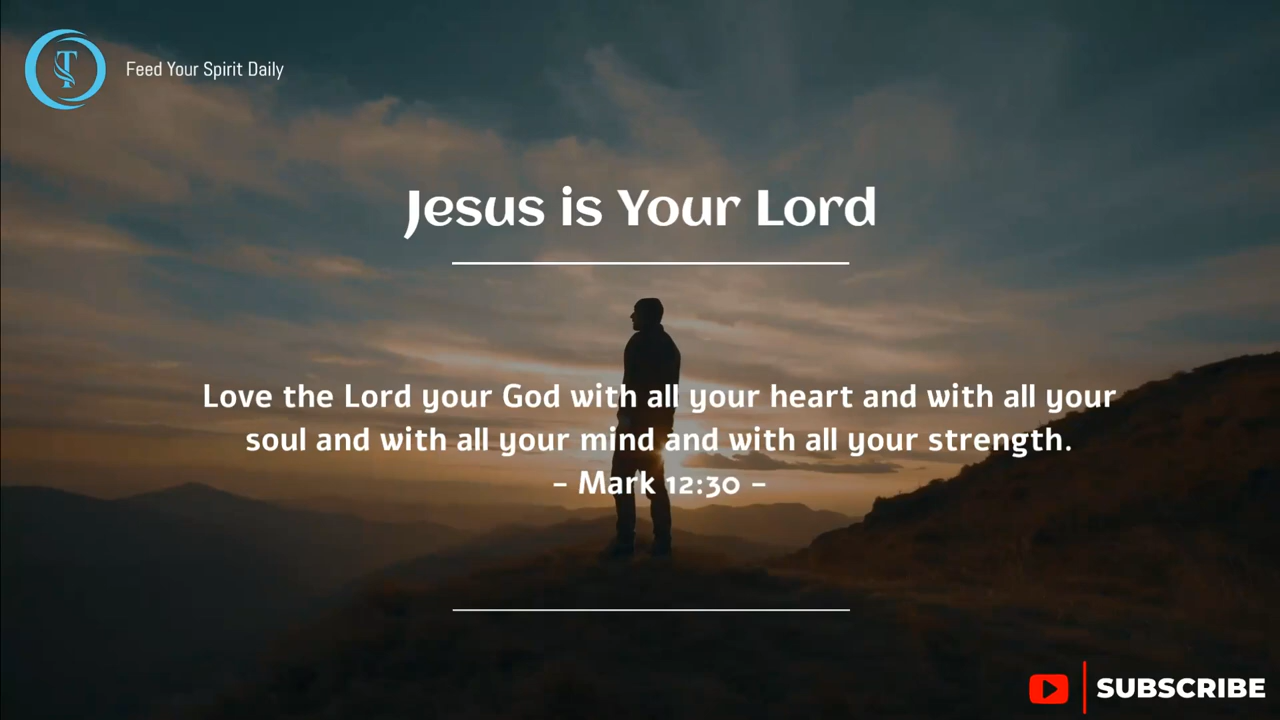 Feed Your Spirit Daily
Jesus is Your Lord
Love the Lord your God with all your heart and with all your
soul and with all your mind and with all your strength.
- Mark 12:30 -
SUBSCRIBE